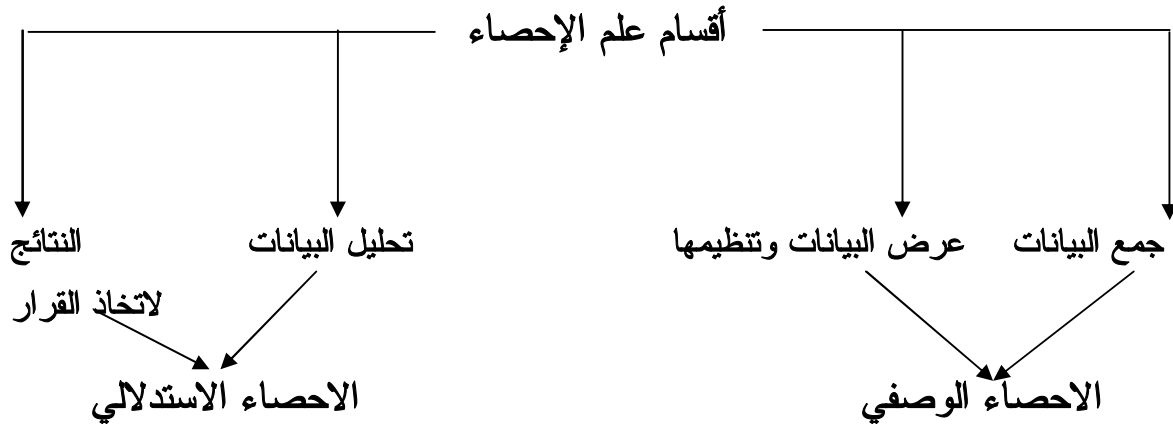 أقسام علم الإحصاء
جمع البيانات
عرض البيانات وتنظيمها
تحليل البيانات
النتائج
لاتخاذ القرار
الاحصاء الوصفي
الاحصاء الاستدلالي